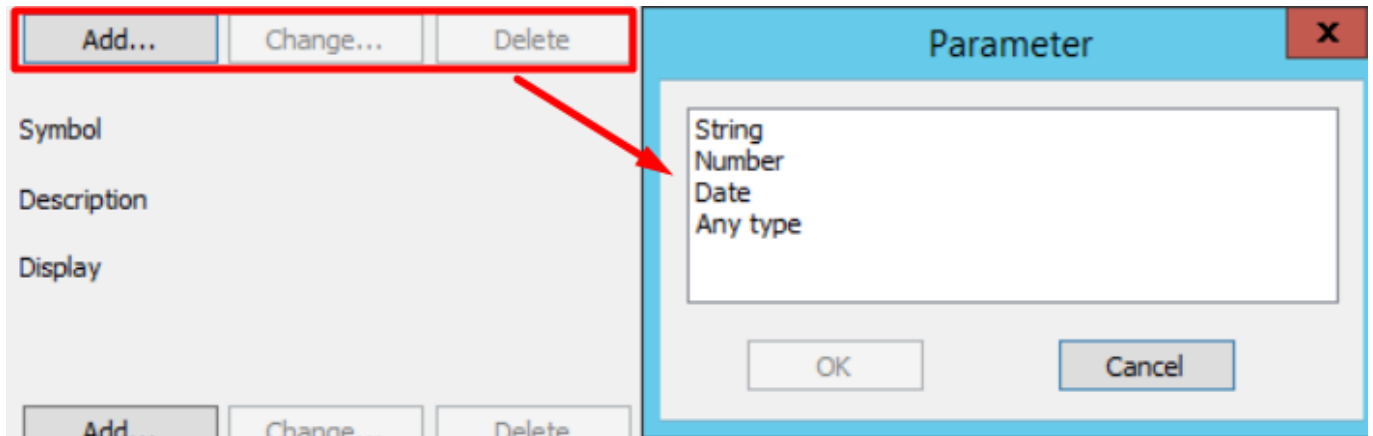 Add... Change... Delete
Symbol
Description
Display
Add... Change... Delete
Parameter x
String
Number
Date
Any type
OK Cancel